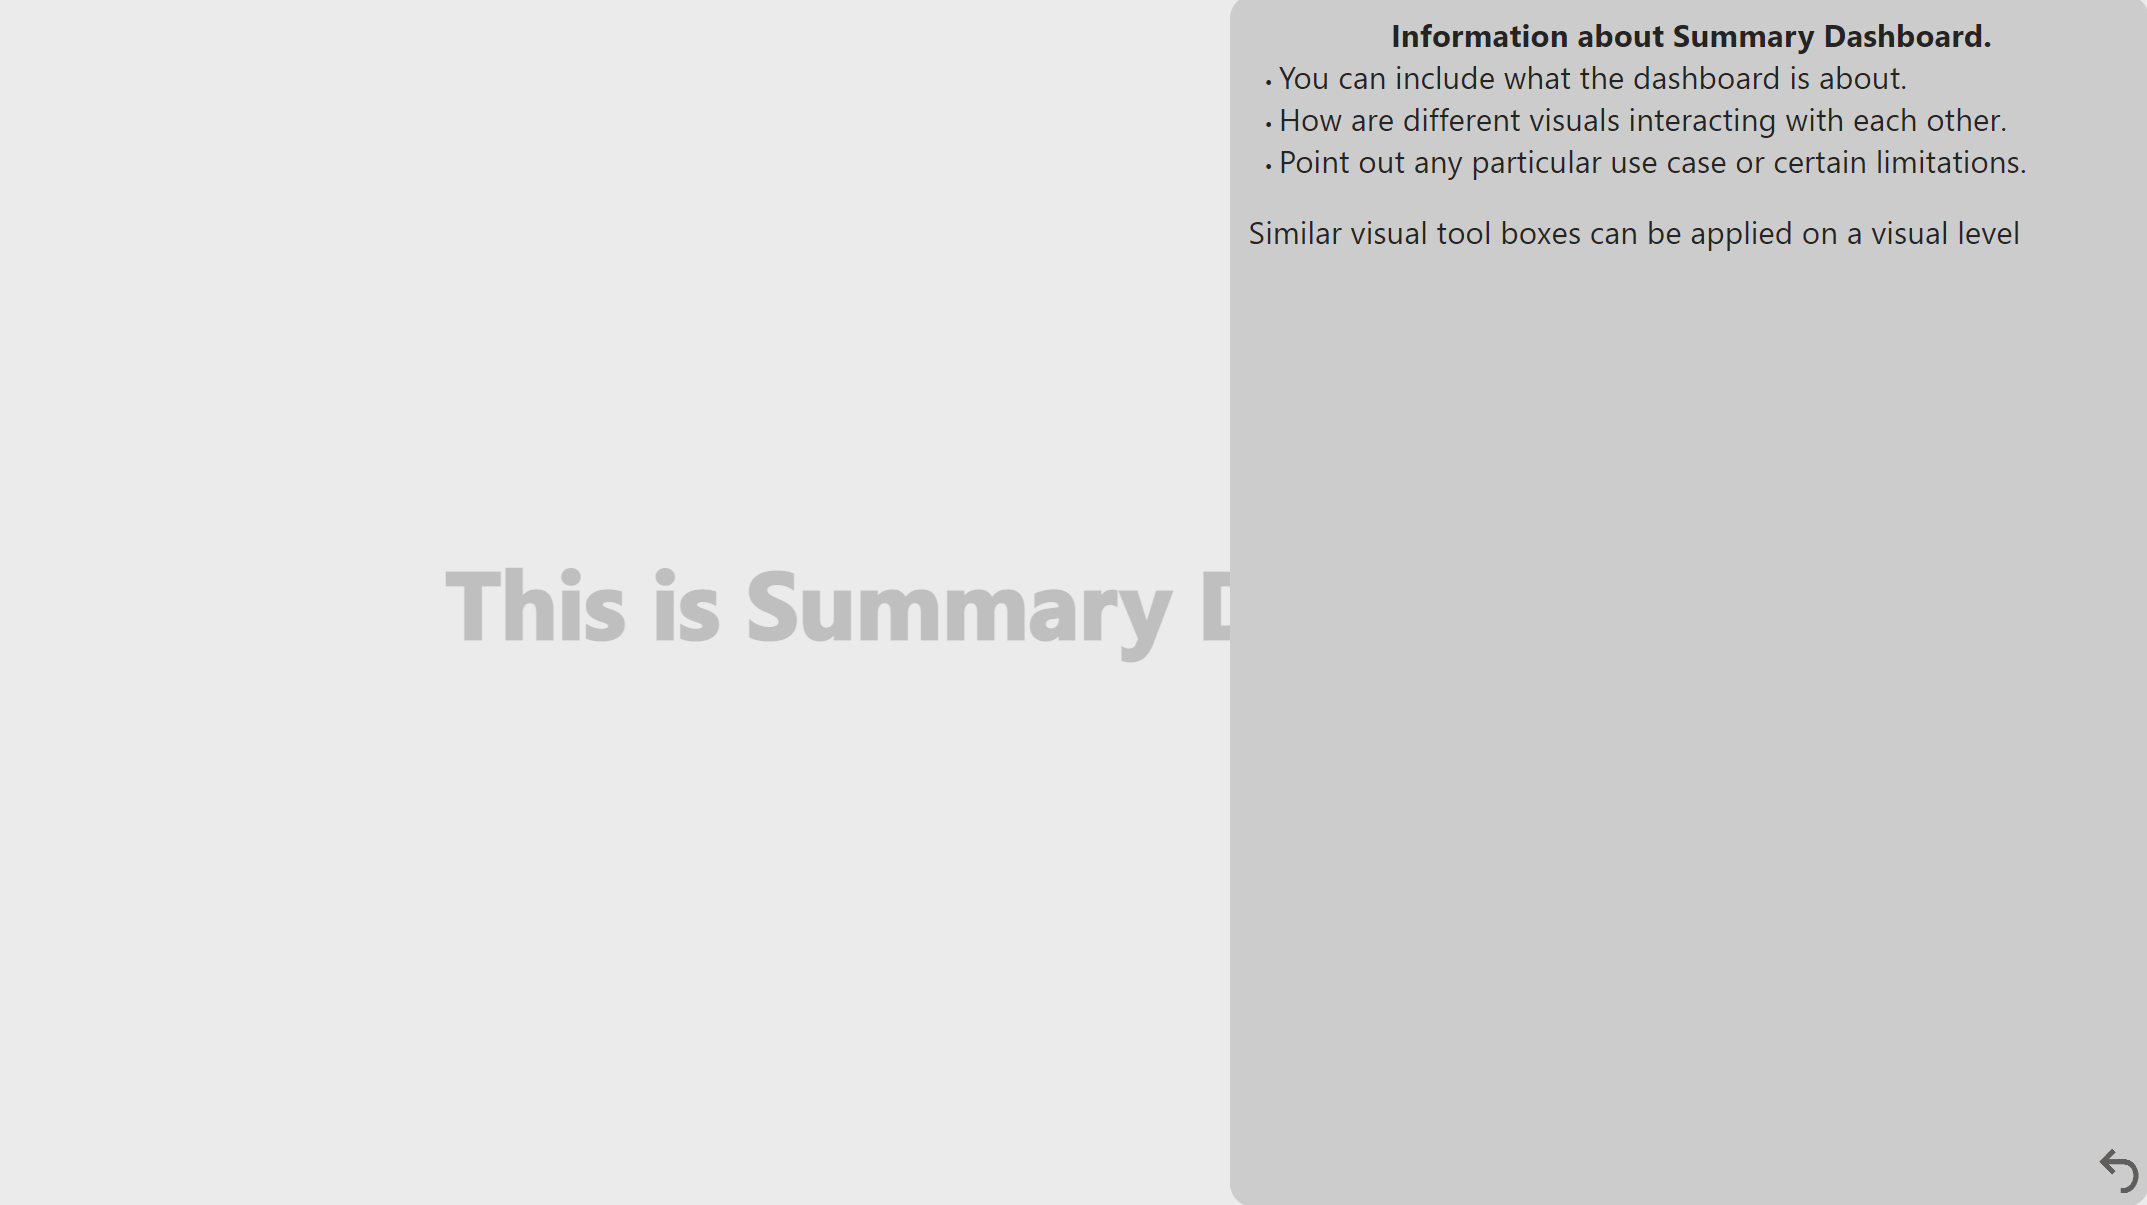 Information about Summary Dashboard.
• You can include what the dashboard is about.
• How are different visuals interacting with each other.
• Point out any particular use case or certain limitations.
Similar visual tool boxes can be applied on a visual level
This is Summary D